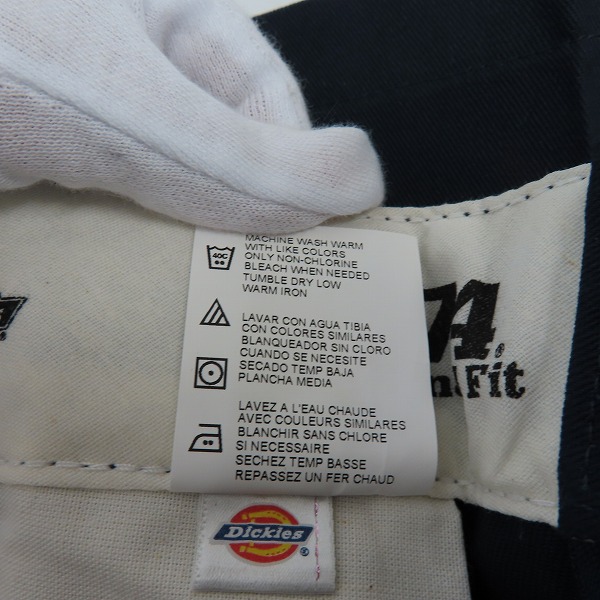 MACHINE WASH WARM
WITH LIKE COLORS
ONLY NON-CHLORINE
BLEACH WHEN NEEDED
TUMBLE DRY LOW
WARM IRON
40C
LAVAR CON AGUA TIBIA
CON COLORES SIMILARES
BLANQUEADOR SIN CLORO
CUANDO SE NECESITE
SECADO TEMP BAJA
PLANCHA MEDIA
LAVEZ A L'EAU CHAUDE
AVEC COULEURS SIMILARES
BLANCHIR SANS CHLORE
SI NECESSAIRE
SECHEZ TEMP BASSE
REPASSEZ UN FER CHAUD
74.
Fit
Dickies
®